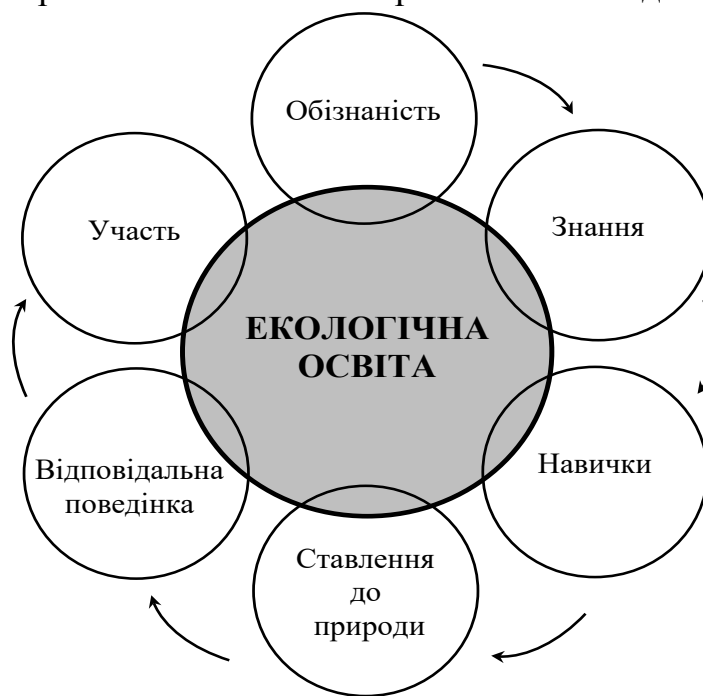 Обізнаність
Знання
Навички
Ставлення
до
природи
Відповідальна
поведінка
Участь
ЕКОЛОГІЧНА
ОСВІТА